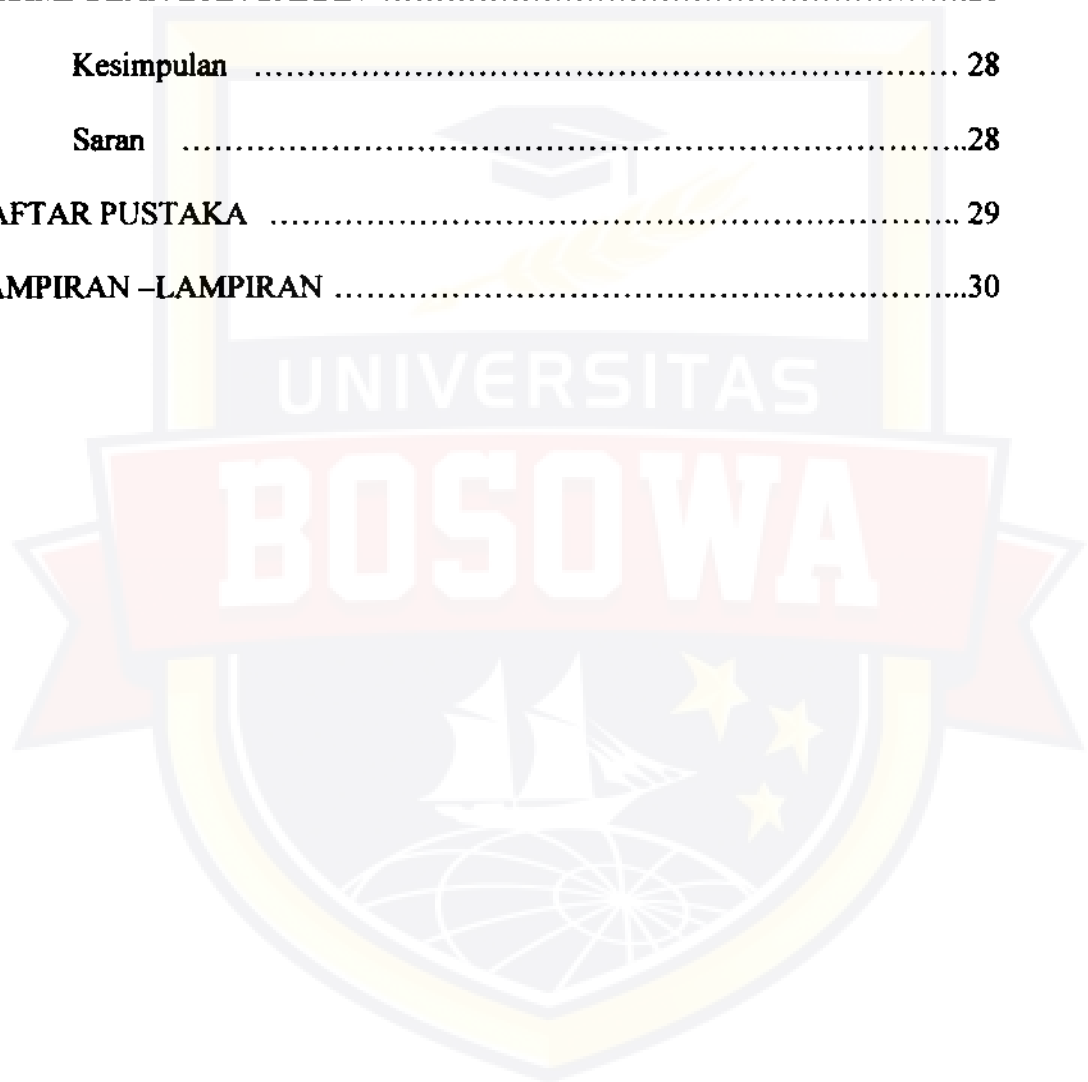 Kesimpulan ........................................................................ 28
Saran ........................................................................28
AFTAR PUSTAKA ........................................................................ 29
AMPIRAN –LAMPIRAN ........................................................................30
UNIVERSITAS
BOSOWA